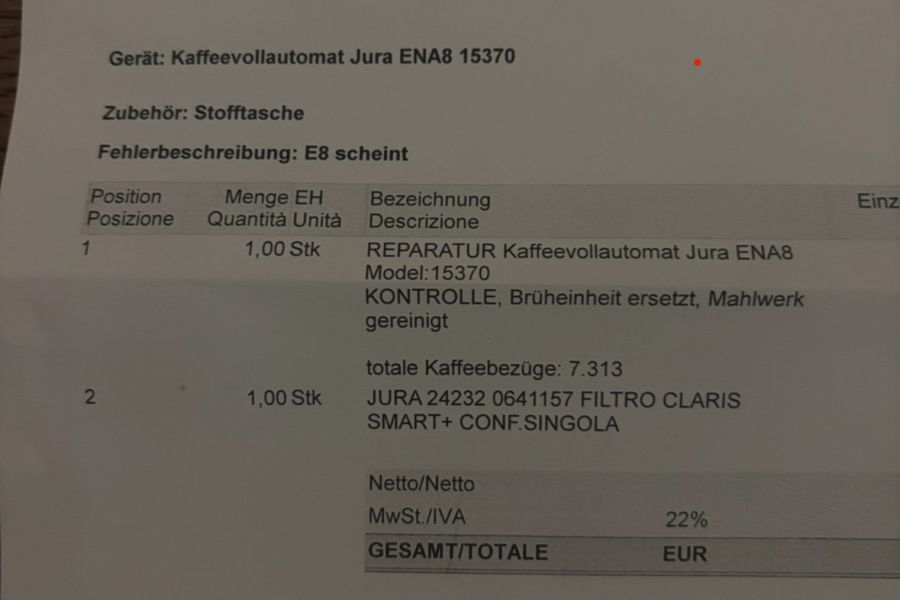 Gerät: Kaffeevollautomat Jura ENA8 15370
Zubehör: Stofftasche
Fehlerbeschreibung: E8 scheint
Position Menge EH Bezeichnung Einz
Posizione Quantità Unità Descrizione
1 1,00 Stk REPARATUR Kaffeevollautomat Jura ENA8
Model:15370
KONTROLLE, Brüheinheit ersetzt, Mahlwerk
gereinigt
totale Kaffeebezüge: 7.313
2 1,00 Stk JURA 24232 0641157 FILTRO CLARIS
SMART+ CONF.SINGOLA
Netto/Netto
MwSt./IVA 22%
GESAMT/TOTALE EUR